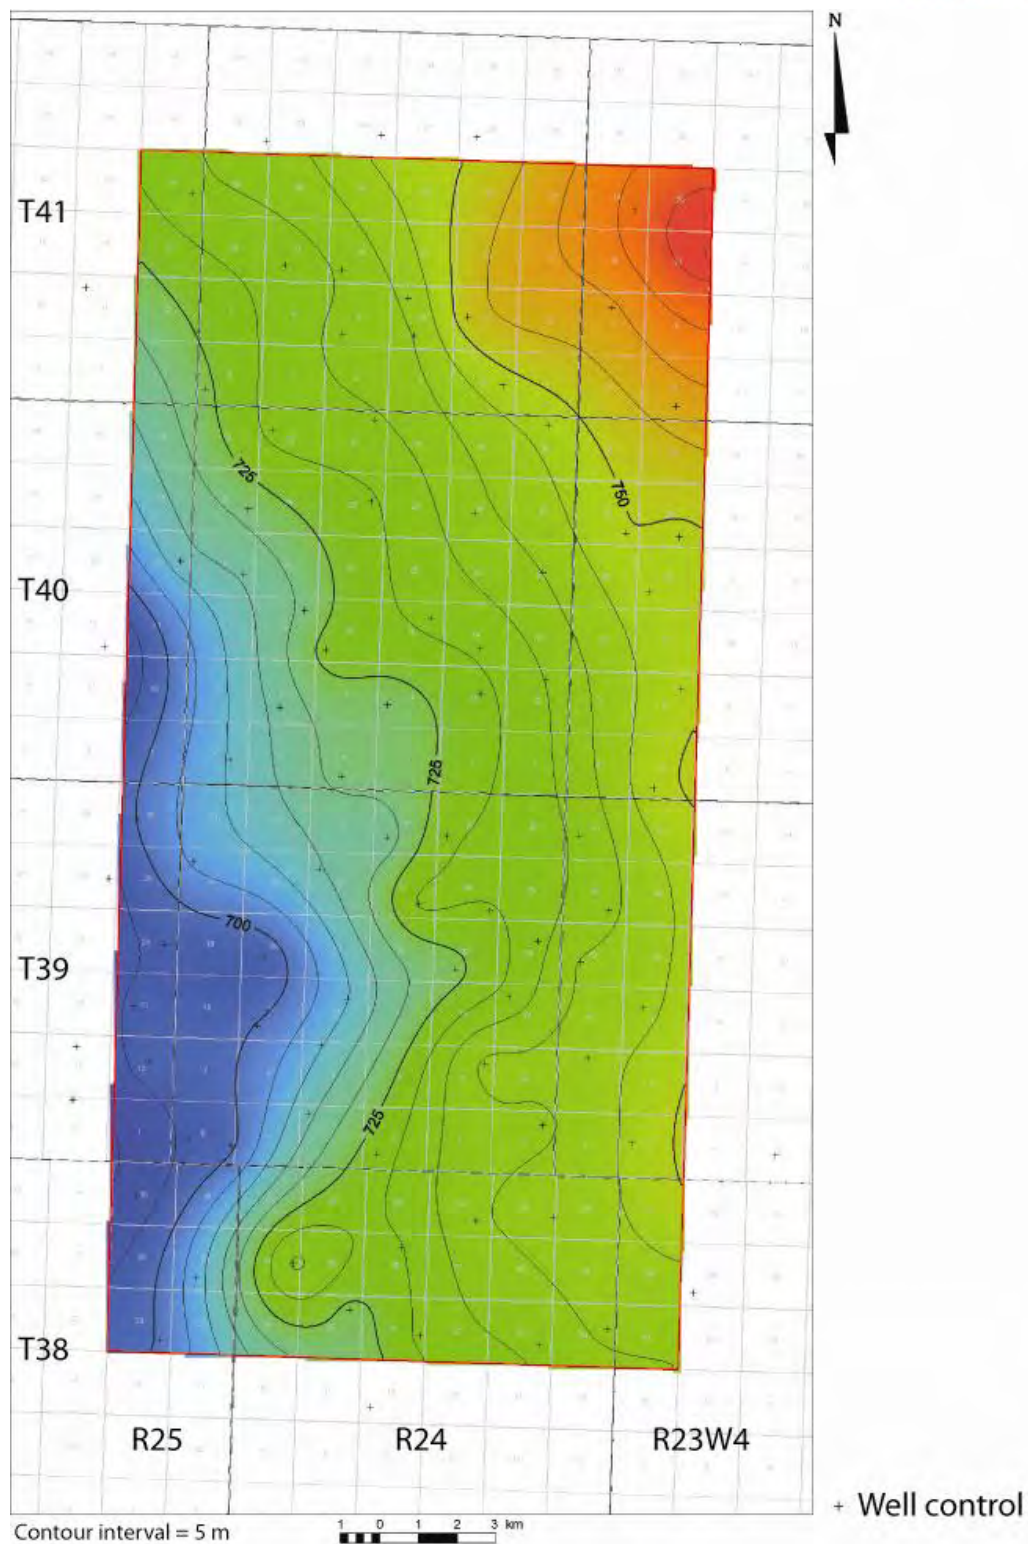 N
T41
725
750
T40
725
700
T39
725
T38
R25 R24 R23W4
+ Well control
Contour interval = 5 m
1 0 1 2 3 km